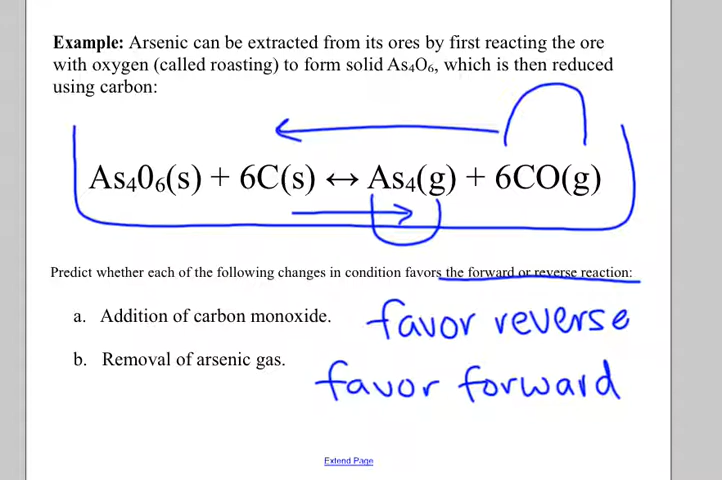 Example: Arsenic can be extracted from its ores by first reacting the ore
with oxygen (called roasting) to form solid As₄O₆, which is then reduced
using carbon:
As₄0₆(s) + 6C(s) ↔ As₄(g) + 6CO(g)
Predict whether each of the following changes in condition favors the forward or reverse reaction:
a. Addition of carbon monoxide. favor reverse
b. Removal of arsenic gas. favor forward
Extend Page